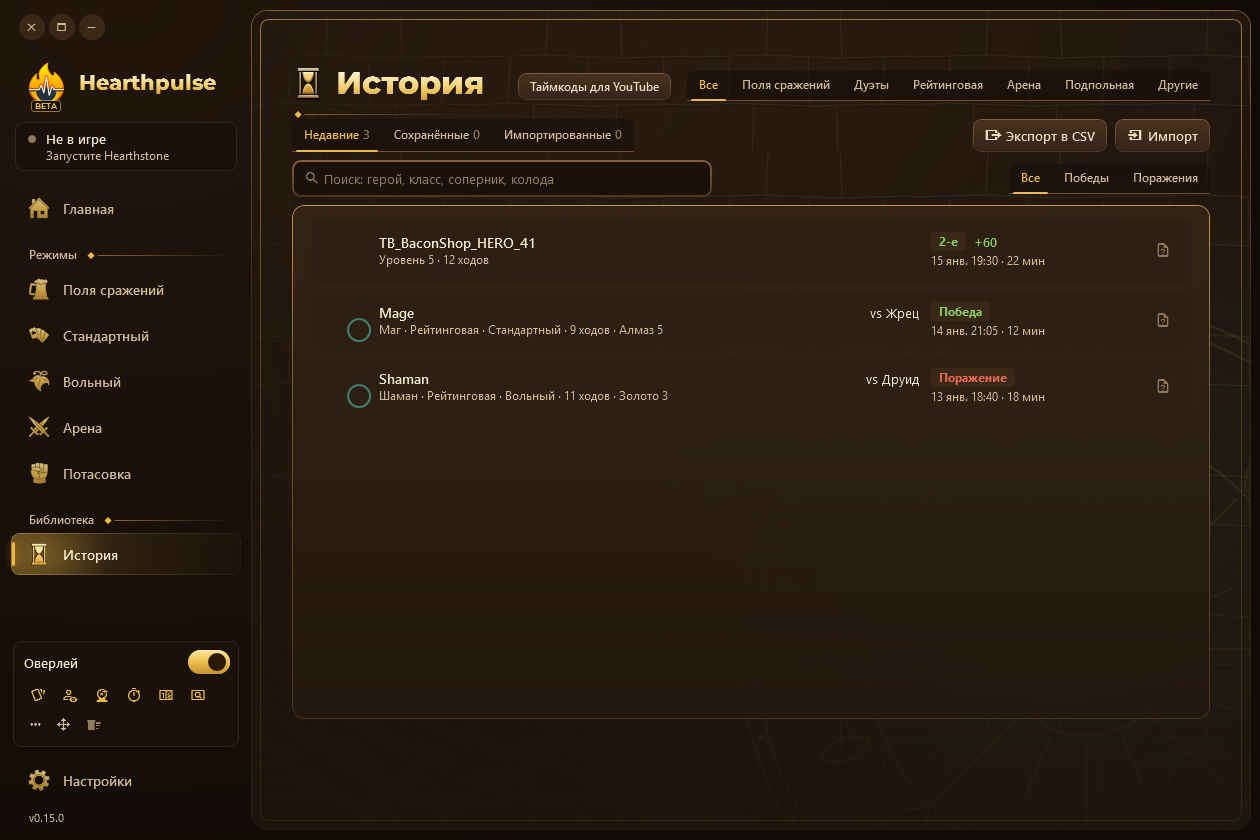 Hearthpulse
BETA
Не в игре
Запустите Hearthstone
Главная
Режимы
Поля сражений
Стандартный
Вольный
Арена
Потасовка
Библиотека
История
Оверлей
Настройки
v0.15.0
История
Таймкоды для YouTube
Все Поля сражений Дуэты Рейтинговая Арена Подпольная Другие
Недавние 3 Сохранённые 0 Импортированные 0
Экспорт в CSV Импорт
Поиск: герой, класс, соперник, колода
Все Победы Поражения
TB_BaconShop_HERO_41
Уровень 5 · 12 ходов
2-е +60
15 янв. 19:30 · 22 мин
Mage
Маг · Рейтинговая · Стандартный · 9 ходов · Алмаз 5
vs Жрец
Победа
14 янв. 21:05 · 12 мин
Shaman
Шаман · Рейтинговая · Вольный · 11 ходов · Золото 3
vs Друид
Поражение
13 янв. 18:40 · 18 мин